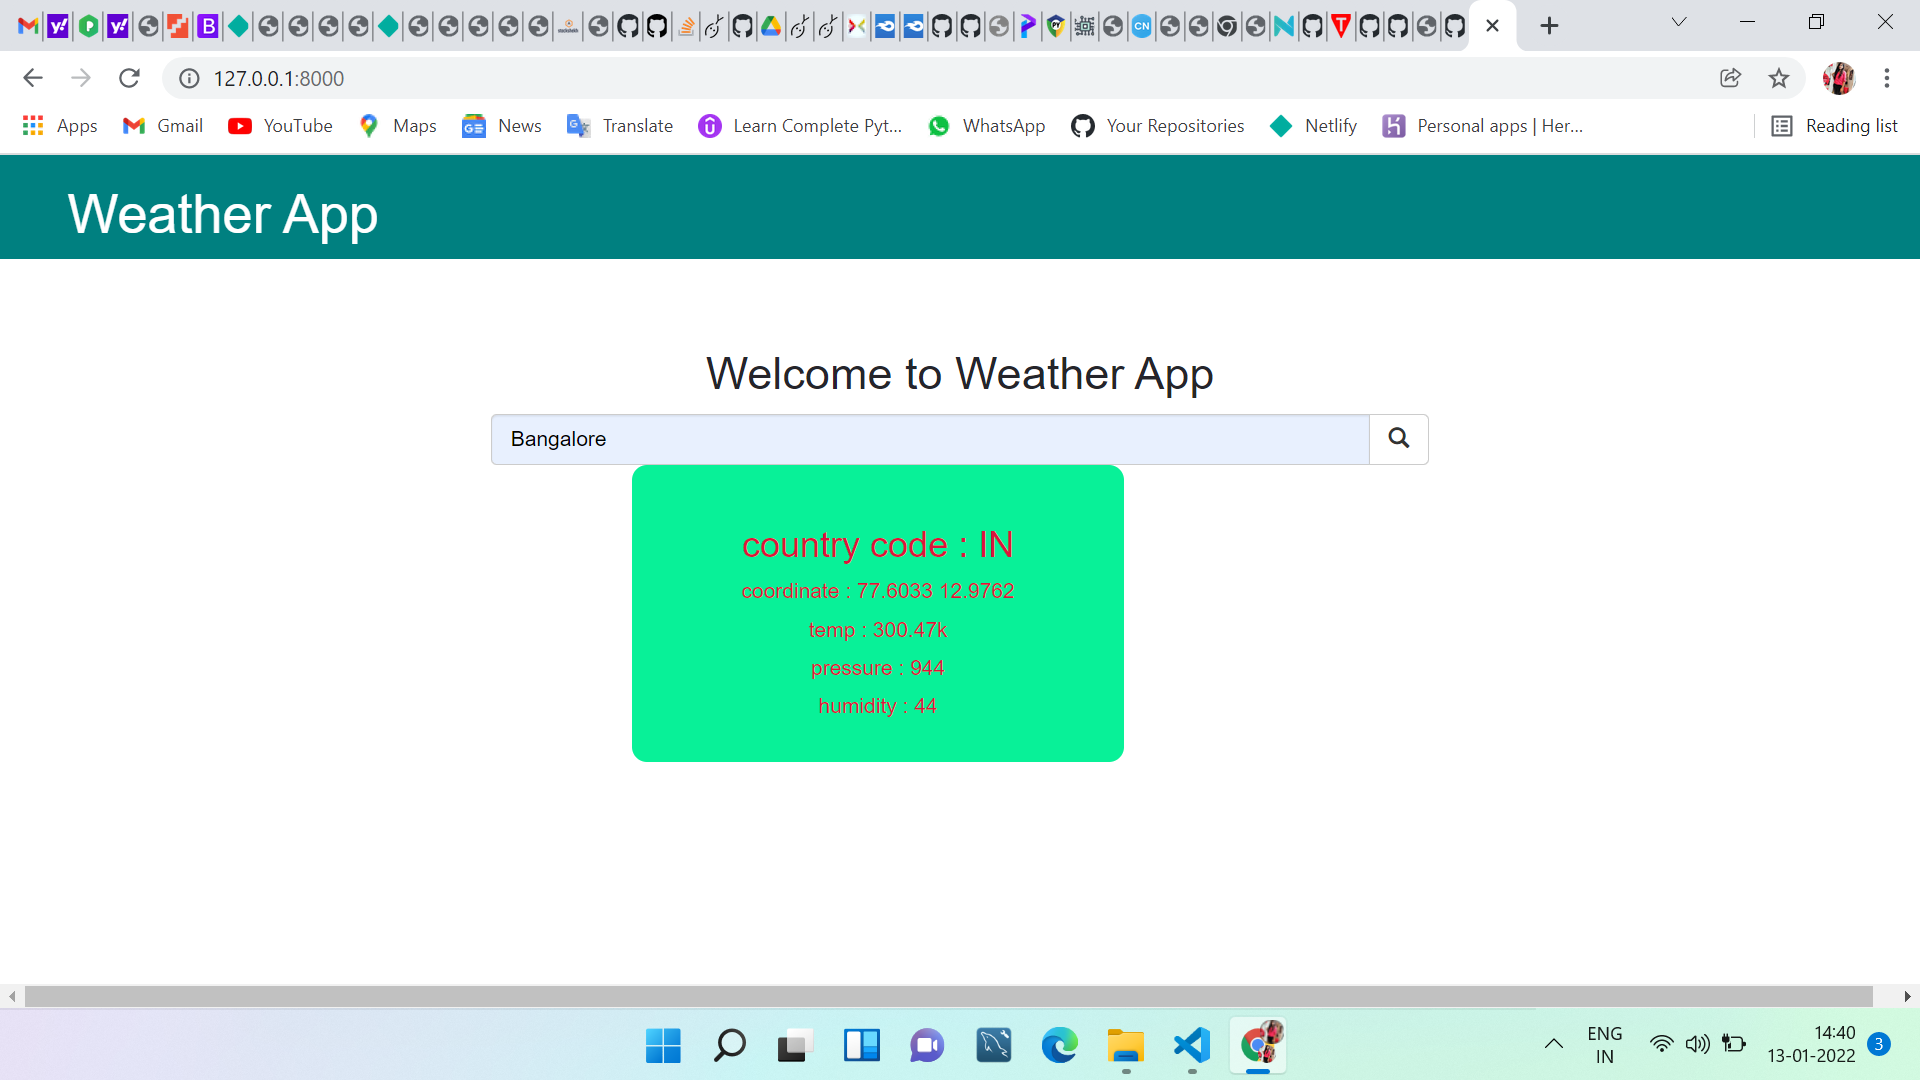 127.0.0.1:8000
Apps Gmail YouTube Maps News Translate Learn Complete Pyt... WhatsApp Your Repositories Netlify Personal apps | Her... Reading list
Weather App
Welcome to Weather App
Bangalore
country code : IN
coordinate : 77.6033 12.9762
temp : 300.47k
pressure : 944
humidity : 44
ENG
IN
14:40
13-01-2022
3